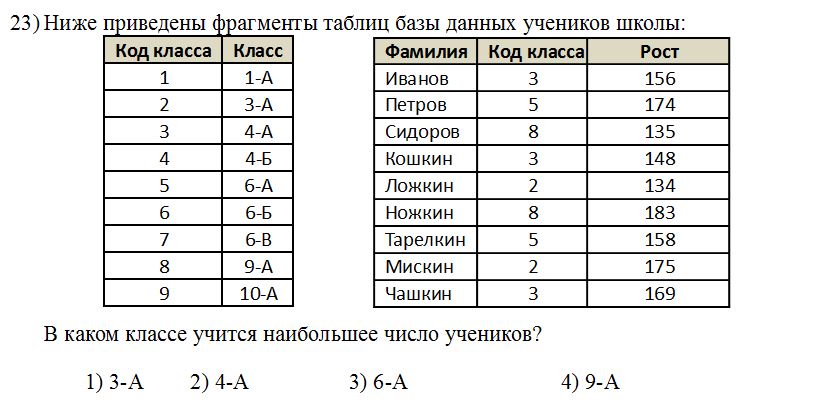 23) Ниже приведены фрагменты таблиц базы данных учеников школы:
Код класса Класс
1 1-А
2 3-А
3 4-А
4 4-Б
5 6-А
6 6-Б
7 6-В
8 9-А
9 10-А
Фамилия Код класса Рост
Иванов 3 156
Петров 5 174
Сидоров 8 135
Кошкин 3 148
Ложкин 2 134
Ножкин 8 183
Тарелкин 5 158
Мискин 2 175
Чашкин 3 169
В каком классе учится наибольшее число учеников?
1) 3-А 2) 4-А 3) 6-А 4) 9-А